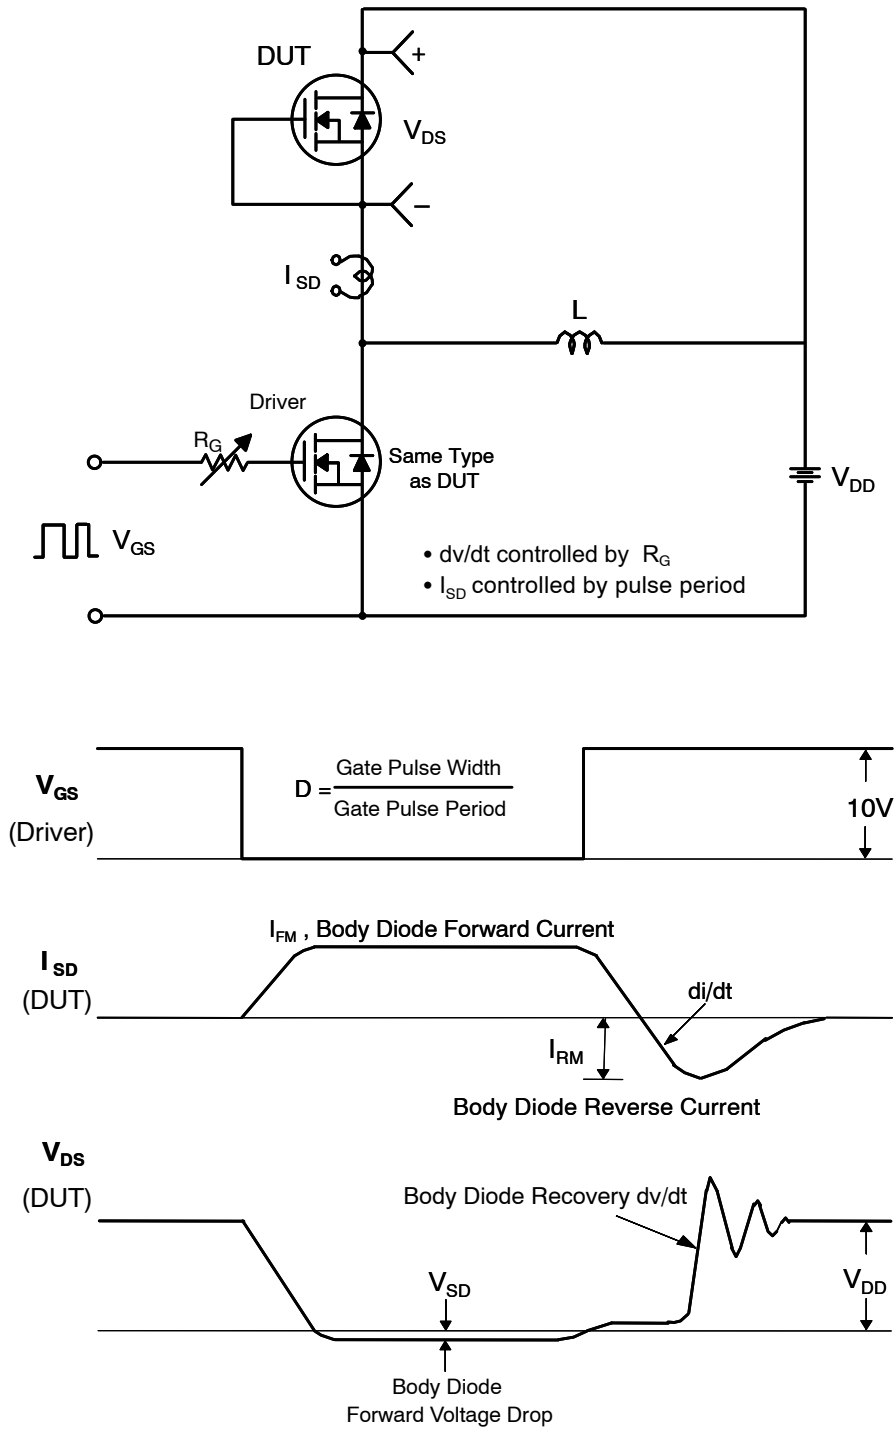 DUT
+
V_DS
−
I_SD
L
Driver
R_G
Same Type
as DUT
V_DD
V_GS
• dv/dt controlled by R_G
• I_SD controlled by pulse period
V_GS
(Driver)
D = Gate Pulse Width
Gate Pulse Period
10V
I_FM , Body Diode Forward Current
I_SD
(DUT)
di/dt
I_RM
Body Diode Reverse Current
V_DS
(DUT)
Body Diode Recovery dv/dt
V_SD
V_DD
Body Diode
Forward Voltage Drop